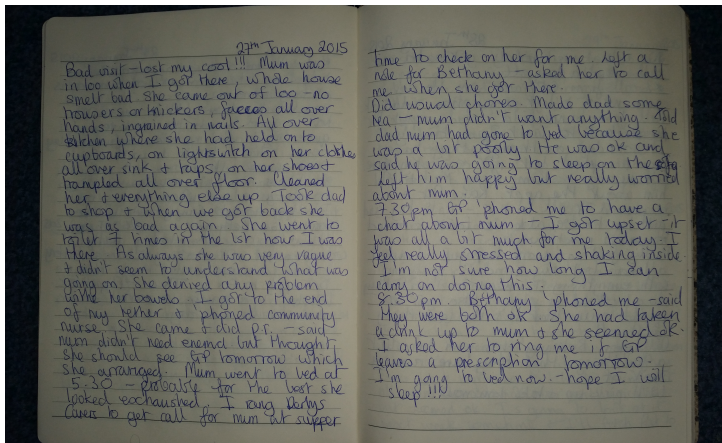 27th January 2015
Bad visit - lost my cool!!! Mum was
in loo when I got there, whole house
smelt bad. She came out of loo - no
trousers or knickers, faeces all over
hands, ingrained in nails. All over
kitchen where she had held on to
cupboards, on lightswitch on her clothes
all over sink & taps, on her shoes &
trampled all over floor. Cleaned
her & everything else up. Took dad
to shop & when we got back she
was as bad again. She went to
toilet 7 times in the 1st hour I was
there. As always she was very vague
& didn't seem to understand what was
going on. She denied any problem
with her bowels. I got to the end
of my tether & 'phoned community
nurse. She came & did p.r. - said
mum didn't need enema but thought
she should see GP tomorrow which
she arranged. Mum went to bed at
5.30 - probably for the best she
looked exhausted. I rang Derbys
Carers to get call for mum at supper
time to check on her for me. Left a
note for Bethany - asked her to call
me when she got there.
Did usual phones. Made dad some
tea - mum didn't want anything. Told
dad mum had gone to bed because she
was a bit poorly. He was ok and
said he was going to sleep on the sofa
Left him happy but really worried
about mum.
7.30pm GP 'phoned me to have a
chat about mum - I got upset - it
was all a bit much for me today. I
feel really stressed and shaking inside.
I'm not sure how long I can
carry on doing this.
8.30pm. Bethany 'phoned me - said
they were both ok. She had taken
a drink up to mum & she seemed ok.
I asked her to ring me if GP
leaves a prescription tomorrow.
I'm going to bed now - hope I will
sleep!!!